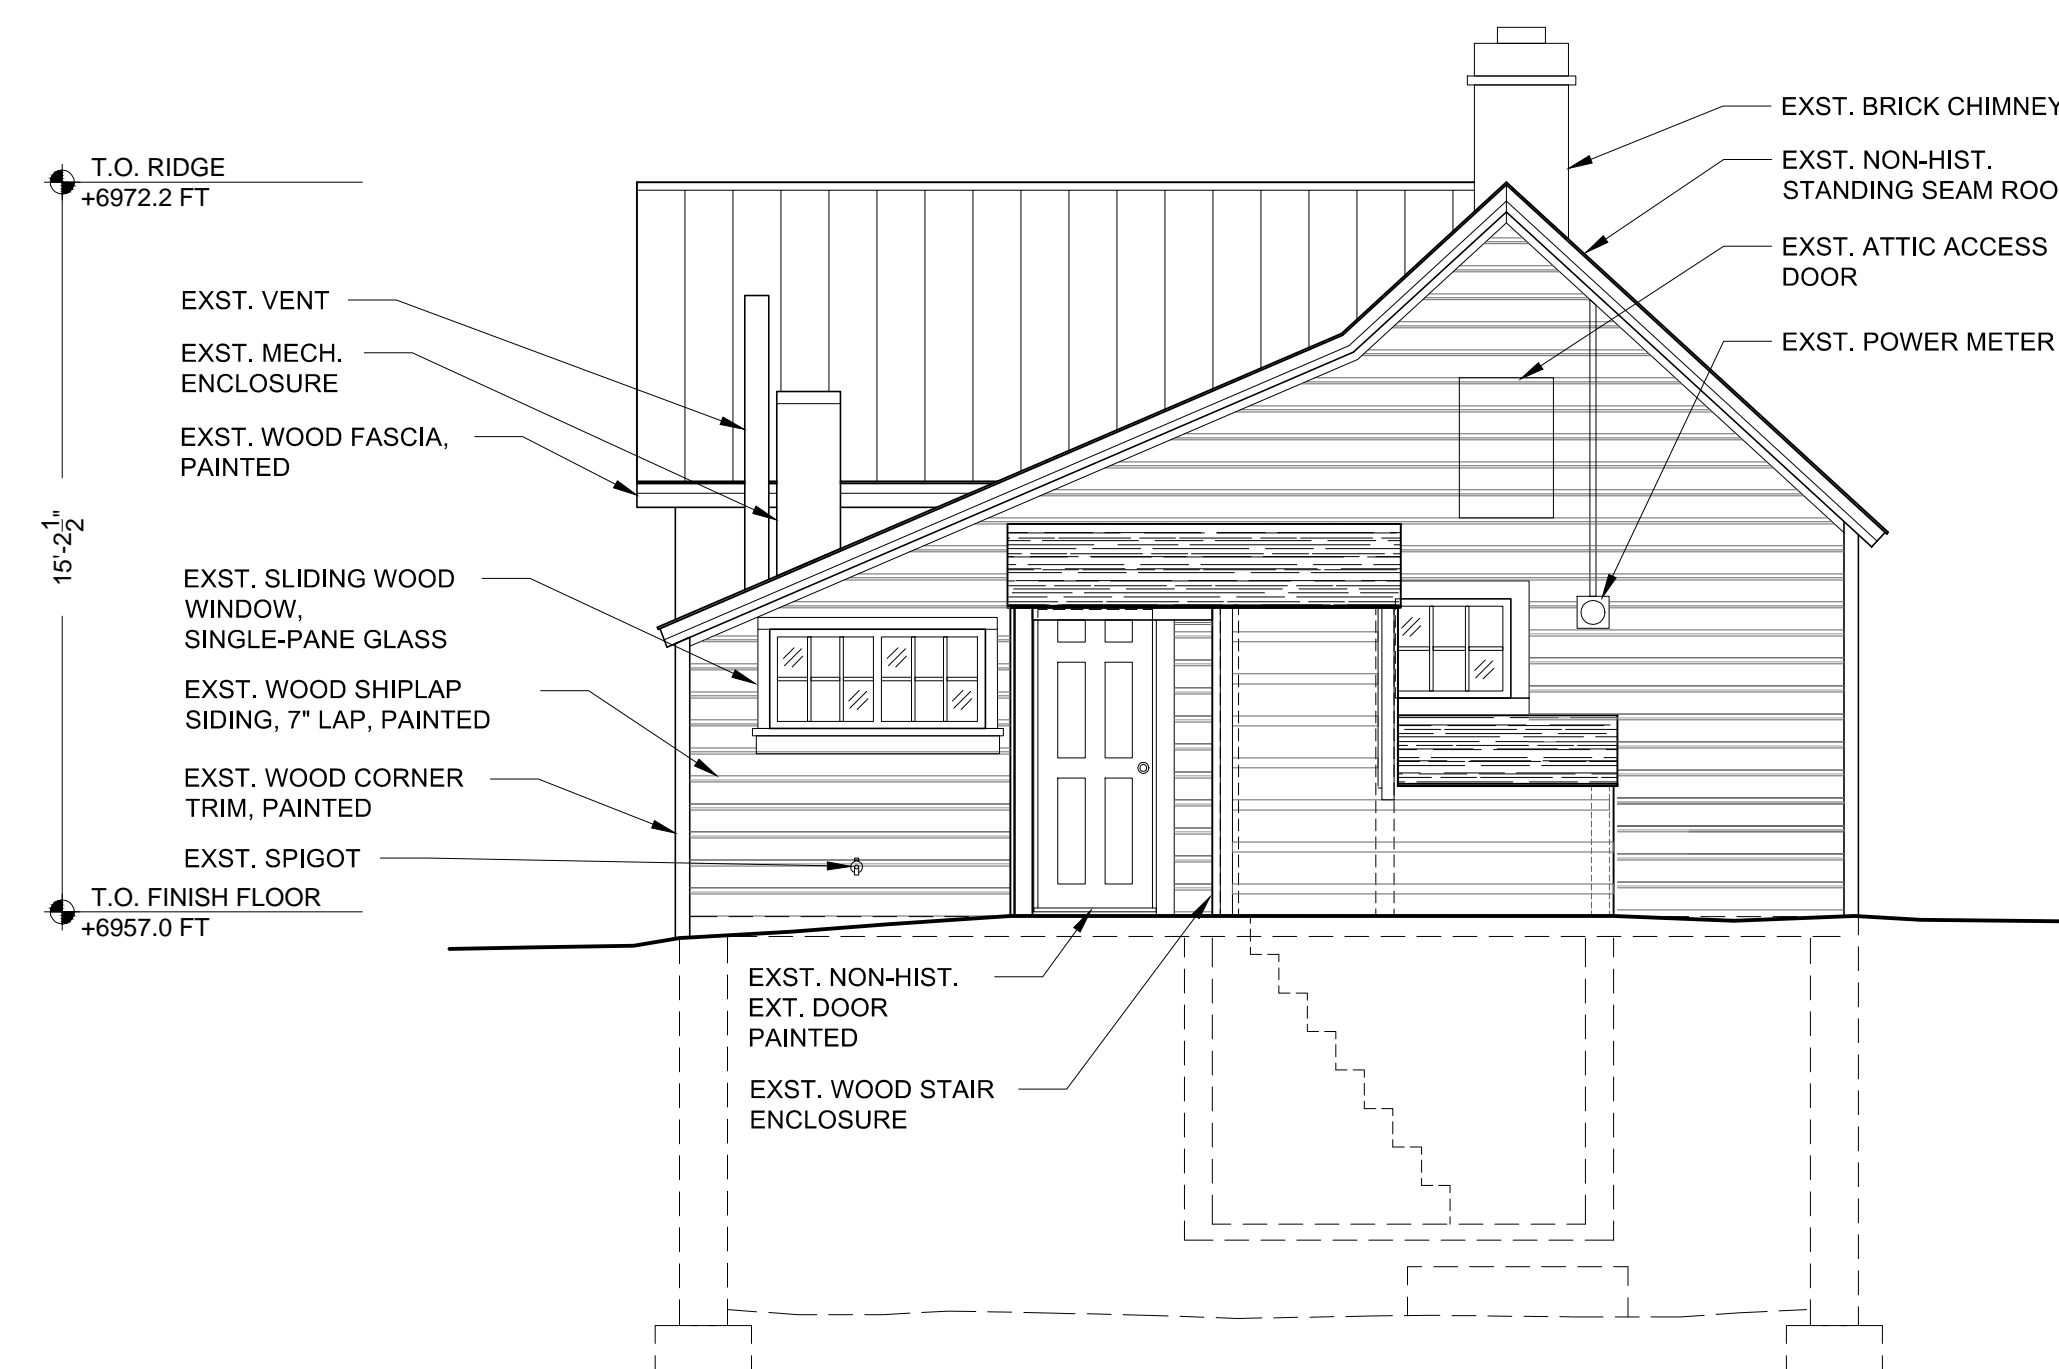 T.O. RIDGE
+6972.2 FT
EXST. VENT
EXST. MECH.
ENCLOSURE
EXST. WOOD FASCIA,
PAINTED
15'-2 1/2"
EXST. SLIDING WOOD
WINDOW,
SINGLE-PANE GLASS
EXST. WOOD SHIPLAP
SIDING, 7" LAP, PAINTED
EXST. WOOD CORNER
TRIM, PAINTED
EXST. SPIGOT
T.O. FINISH FLOOR
+6957.0 FT
EXST. NON-HIST.
EXT. DOOR
PAINTED
EXST. WOOD STAIR
ENCLOSURE
EXST. BRICK CHIMNEY
EXST. NON-HIST.
STANDING SEAM ROO
EXST. ATTIC ACCESS
DOOR
EXST. POWER METER